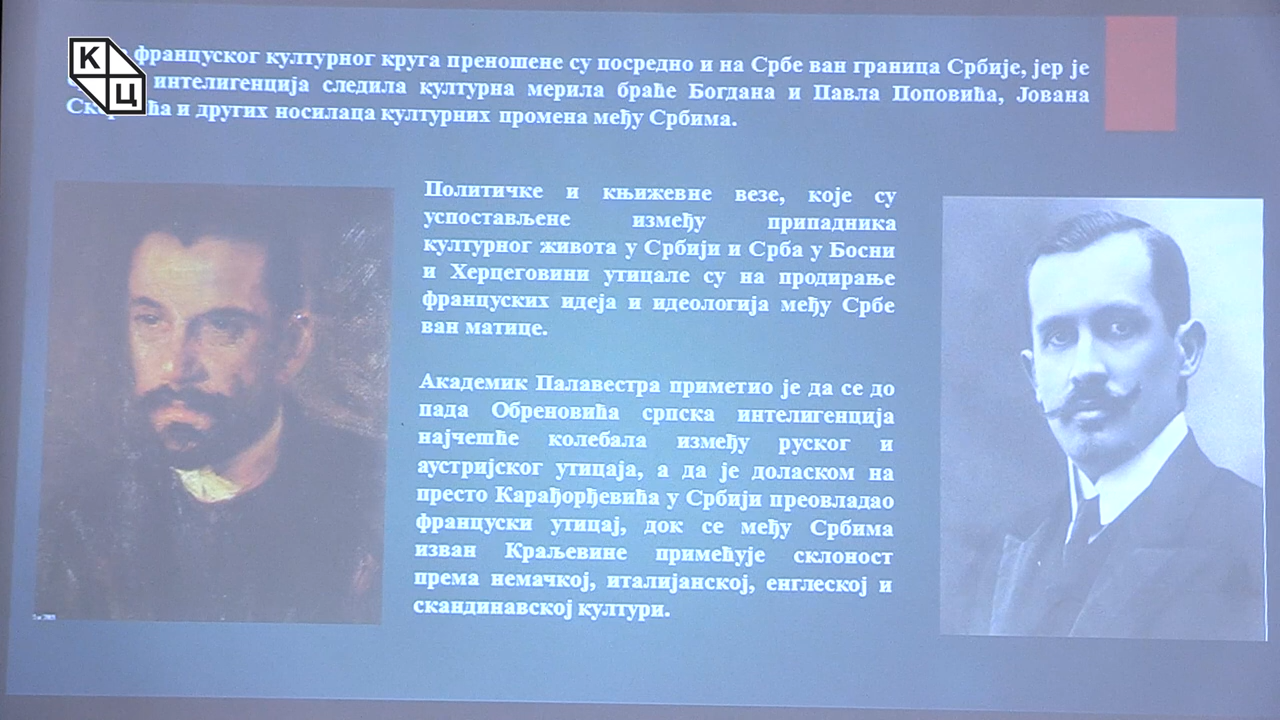 К
Ц
француског културног круга преношене су посредно и на Србе ван граница Србије, јер је
интелигенција следила културна мерила браће Богдана и Павла Поповића, Јована
и других носилаца културних промена међу Србима.
Политичке и књижевне везе, које су
успостављене између припадника
културног живота у Србији и Срба у Босни
и Херцеговини утицале су на продирање
француских идеја и идеологија међу Србе
ван матице.
Академик Палавестра приметио је да се до
пада Обреновића српска интелигенција
најчешће колебала између руског и
аустријског утицаја, а да је доласком на
престо Карађорђевића у Србији преовладао
француски утицај, док се међу Србима
изван Краљевине примећује склоност
према немачкој, италијанској, енглеској и
скандинавској култури.